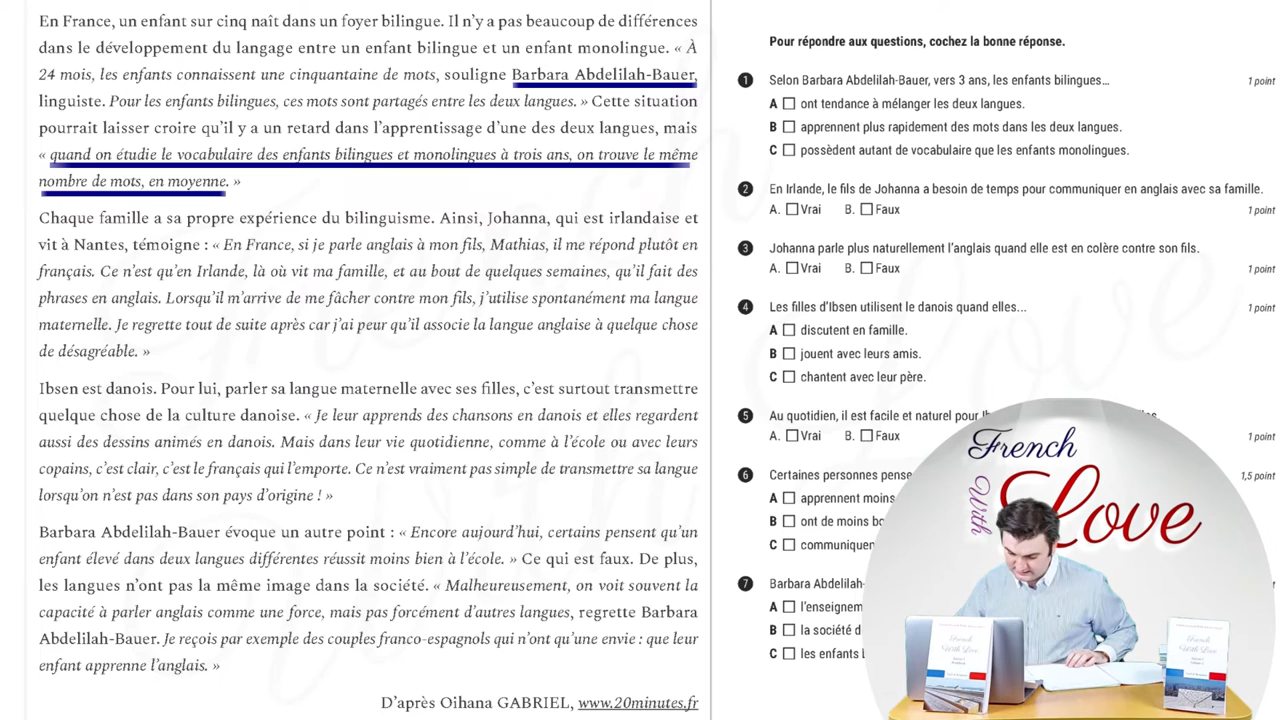 En France, un enfant sur cinq naît dans un foyer bilingue. Il n'y a pas beaucoup de différences
dans le développement du langage entre un enfant bilingue et un enfant monolingue. « À
24 mois, les enfants connaissent une cinquantaine de mots, souligne Barbara Abdelilah-Bauer,
linguiste. Pour les enfants bilingues, ces mots sont partagés entre les deux langues. » Cette situation
pourrait laisser croire qu'il y a un retard dans l'apprentissage d'une des deux langues, mais
« quand on étudie le vocabulaire des enfants bilingues et monolingues à trois ans, on trouve le même
nombre de mots, en moyenne. »
Chaque famille a sa propre expérience du bilinguisme. Ainsi, Johanna, qui est irlandaise et
vit à Nantes, témoigne : « En France, si je parle anglais à mon fils, Mathias, il me répond plutôt en
français. Ce n'est qu'en Irlande, là où vit ma famille, et au bout de quelques semaines, qu'il fait des
phrases en anglais. Lorsqu'il m'arrive de me fâcher contre mon fils, j'utilise spontanément ma langue
maternelle. Je regrette tout de suite après car j'ai peur qu'il associe la langue anglaise à quelque chose
de désagréable. »
Ibsen est danois. Pour lui, parler sa langue maternelle avec ses filles, c'est surtout transmettre
quelque chose de la culture danoise. « Je leur apprends des chansons en danois et elles regardent
aussi des dessins animés en danois. Mais dans leur vie quotidienne, comme à l'école ou avec leurs
copains, c'est clair, c'est le français qui l'emporte. Ce n'est vraiment pas simple de transmettre sa langue
lorsqu'on n'est pas dans son pays d'origine ! »
Barbara Abdelilah-Bauer évoque un autre point : « Encore aujourd'hui, certains pensent qu'un
enfant élevé dans deux langues différentes réussit moins bien à l'école. » Ce qui est faux. De plus,
les langues n'ont pas la même image dans la société. « Malheureusement, on voit souvent la
capacité à parler anglais comme une force, mais pas forcément d'autres langues, regrette Barbara
Abdelilah-Bauer. Je reçois par exemple des couples franco-espagnols qui n'ont qu'une envie : que leur
enfant apprenne l'anglais. »
D'après Oihana GABRIEL, www.20minutes.fr
Pour répondre aux questions, cochez la bonne réponse.
1 Selon Barbara Abdelilah-Bauer, vers 3 ans, les enfants bilingues... 1 point
A ont tendance à mélanger les deux langues.
B apprennent plus rapidement des mots dans les deux langues.
C possèdent autant de vocabulaire que les enfants monolingues.
2 En Irlande, le fils de Johanna a besoin de temps pour communiquer en anglais avec sa famille.
A. Vrai B. Faux 1 point
3 Johanna parle plus naturellement l'anglais quand elle est en colère contre son fils.
A. Vrai B. Faux 1 point
4 Les filles d'Ibsen utilisent le danois quand elles... 1 point
A discutent en famille.
B jouent avec leurs amis.
C chantent avec leur père.
5 Au quotidien, il est facile et naturel pour
A. Vrai B. Faux 1 point
6 Certaines personnes pense 1,5 point
A apprennent moins
B ont de moins bo
C communiquen
7 Barbara Abdelilah-
A l'enseignem
B la société d
C les enfants
French
With
Love
French
With Love
French
With Love